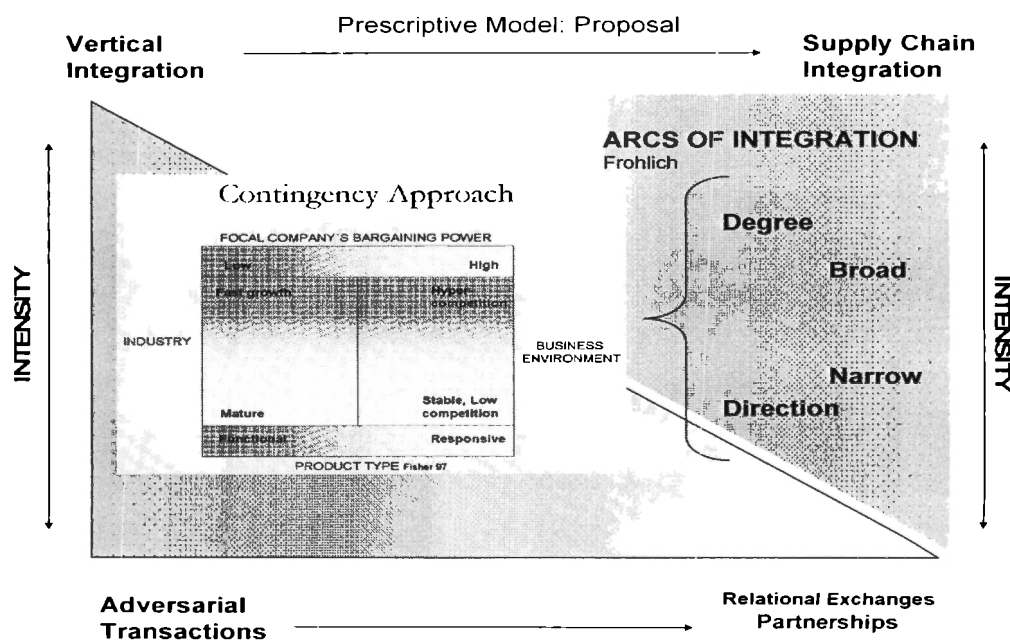 Prescriptive Model: Proposal
Vertical
Integration
Supply Chain
Integration
ARCS OF INTEGRATION
Frohlich
Contingency Approach
Degree
FOCAL COMPANY'S BARGAINING POWER
Low
High
Broad
Fast growth
Hyper-
competition
INTENSITY
INTENSITY
INDUSTRY
BUSINESS
ENVIRONMENT
Narrow
Mature
Stable, Low
competition
Direction
Functional
Responsive
PRODUCT TYPE Fisher 97
Adversarial
Transactions
Relational Exchanges
Partnerships